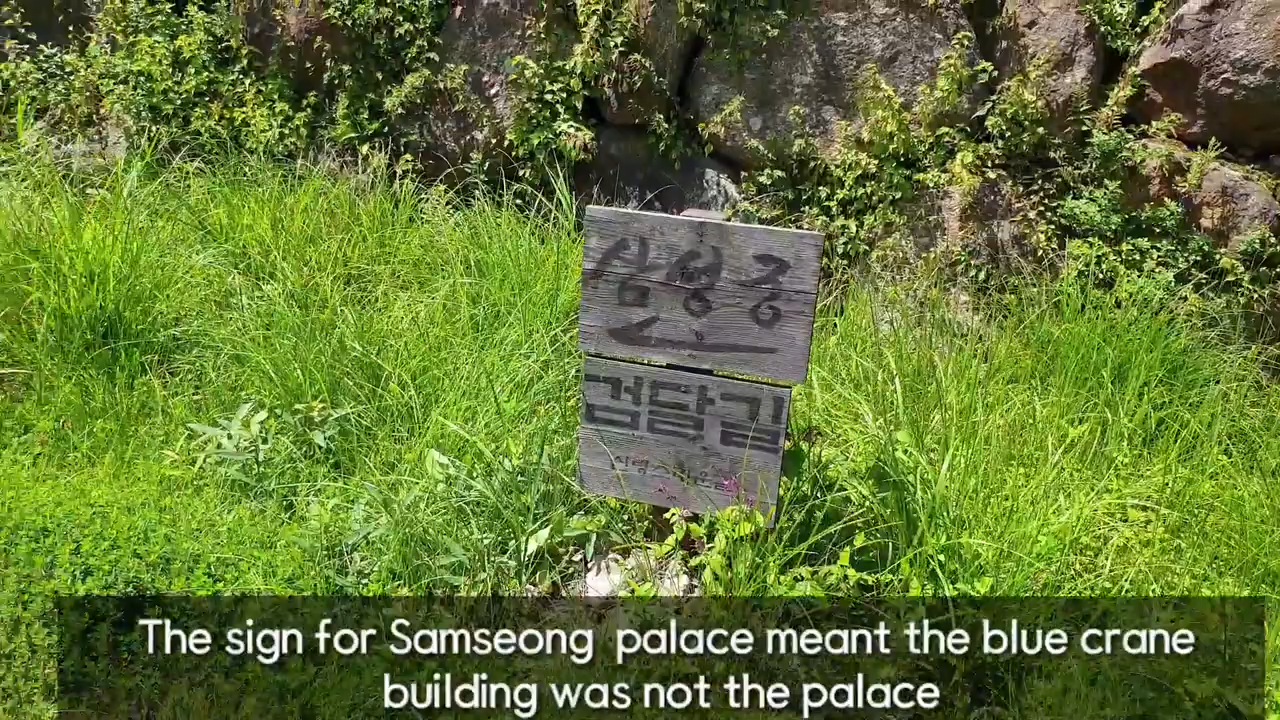 삼성궁
검달길
The sign for Samseong palace meant the blue crane
building was not the palace